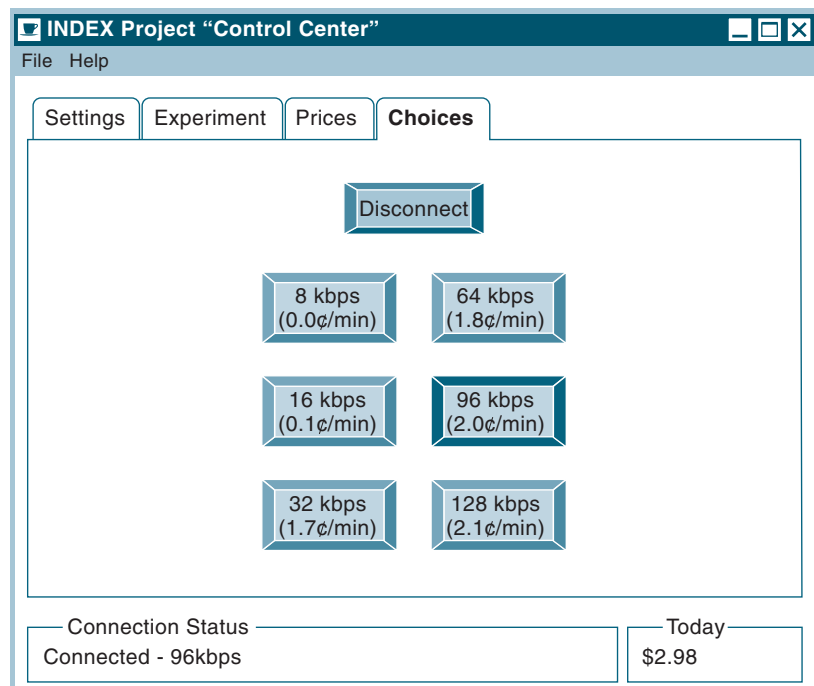 INDEX Project “Control Center”
File Help
Settings Experiment Prices Choices
Disconnect
8 kbps
(0.0¢/min)
64 kbps
(1.8¢/min)
16 kbps
(0.1¢/min)
96 kbps
(2.0¢/min)
32 kbps
(1.7¢/min)
128 kbps
(2.1¢/min)
Connection Status
Connected - 96kbps
Today
$2.98